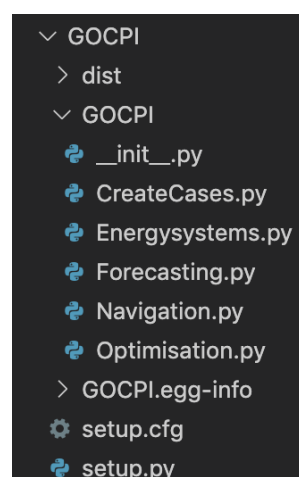 GOCPI
dist
GOCPI
__init__.py
CreateCases.py
Energysystems.py
Forecasting.py
Navigation.py
Optimisation.py
GOCPI.egg-info
setup.cfg
setup.py